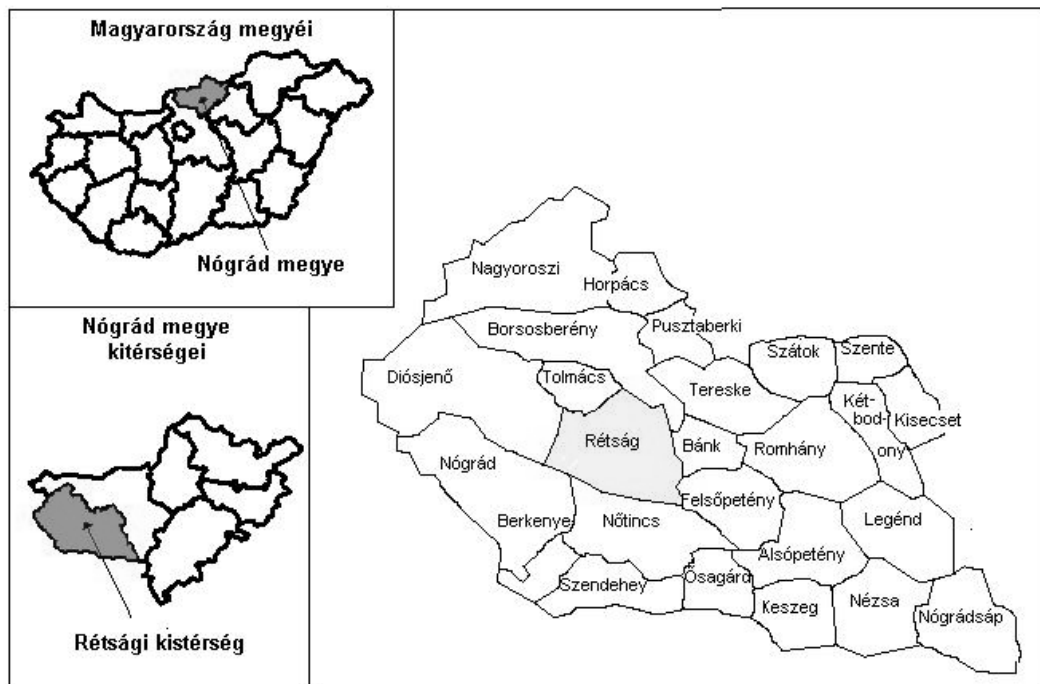 Magyarország megyéi
Nógrád megye
Nógrád megye
kitérségei
Rétsági kistérség
Nagyoroszi
Horpács
Borsosberény
Pusztaberki
Szátok
Szente
Diósjenő
Tolmács
Tereske
Két-
bod-
ony
Kisecset
Rétság
Bánk
Romhány
Nógrád
Felsőpetény
Berkenye
Nőtincs
Legénd
Alsópetény
Szendehey
Ősagárd
Keszeg
Nézsa
Nógrádsáp